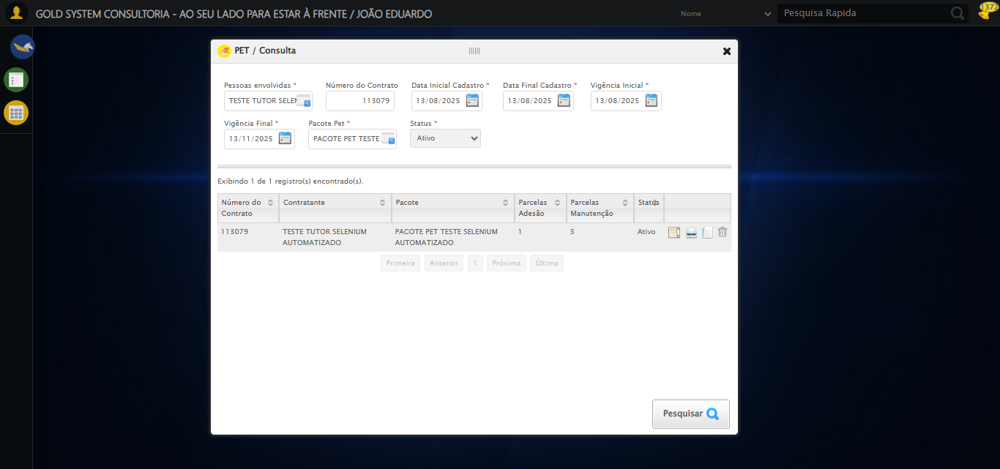 GOLD SYSTEM CONSULTORIA - AO SEU LADO PARA ESTAR À FRENTE / JOÃO EDUARDO
Nome
Pesquisa Rapida
1372
PET / Consulta
Pessoas envolvidas *
Número do Contrato
Data Inicial Cadastro *
Data Final Cadastro *
Vigência Inicial *
TESTE TUTOR SELEN
113079
13/08/2025
13/08/2025
13/08/2025
Vigência Final *
Pacote Pet *
Status *
13/11/2025
PACOTE PET TESTE
Ativo
Exibindo 1 de 1 registro(s) encontrado(s).
Número do
Contrato
Contratante
Pacote
Parcelas
Adesão
Parcelas
Manutenção
Status
113079
TESTE TUTOR SELENIUM
AUTOMATIZADO
PACOTE PET TESTE SELENIUM
AUTOMATIZADO
1
3
Ativo
Primeira
Anterior
1
Próxima
Última
Pesquisar